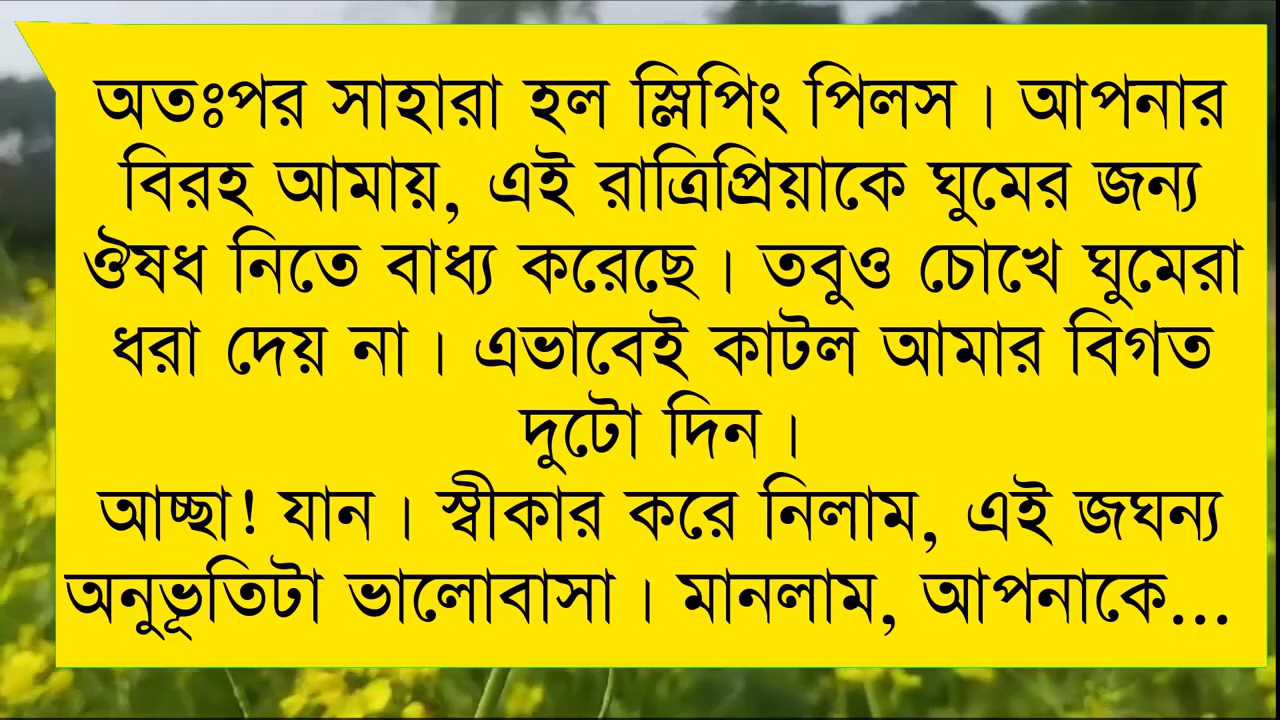 অতঃপর সাহারা হল স্লিপিং পিলস। আপনার
বিরহ আমায়, এই রাত্রিপ্রিয়াকে ঘুমের জন্য
ঔষধ নিতে বাধ্য করেছে। তবুও চোখে ঘুমেরা
ধরা দেয় না। এভাবেই কাটল আমার বিগত
দুটো দিন।
আচ্ছা! যান। স্বীকার করে নিলাম, এই জঘন্য
অনুভূতিটা ভালোবাসা। মানলাম, আপনাকে...